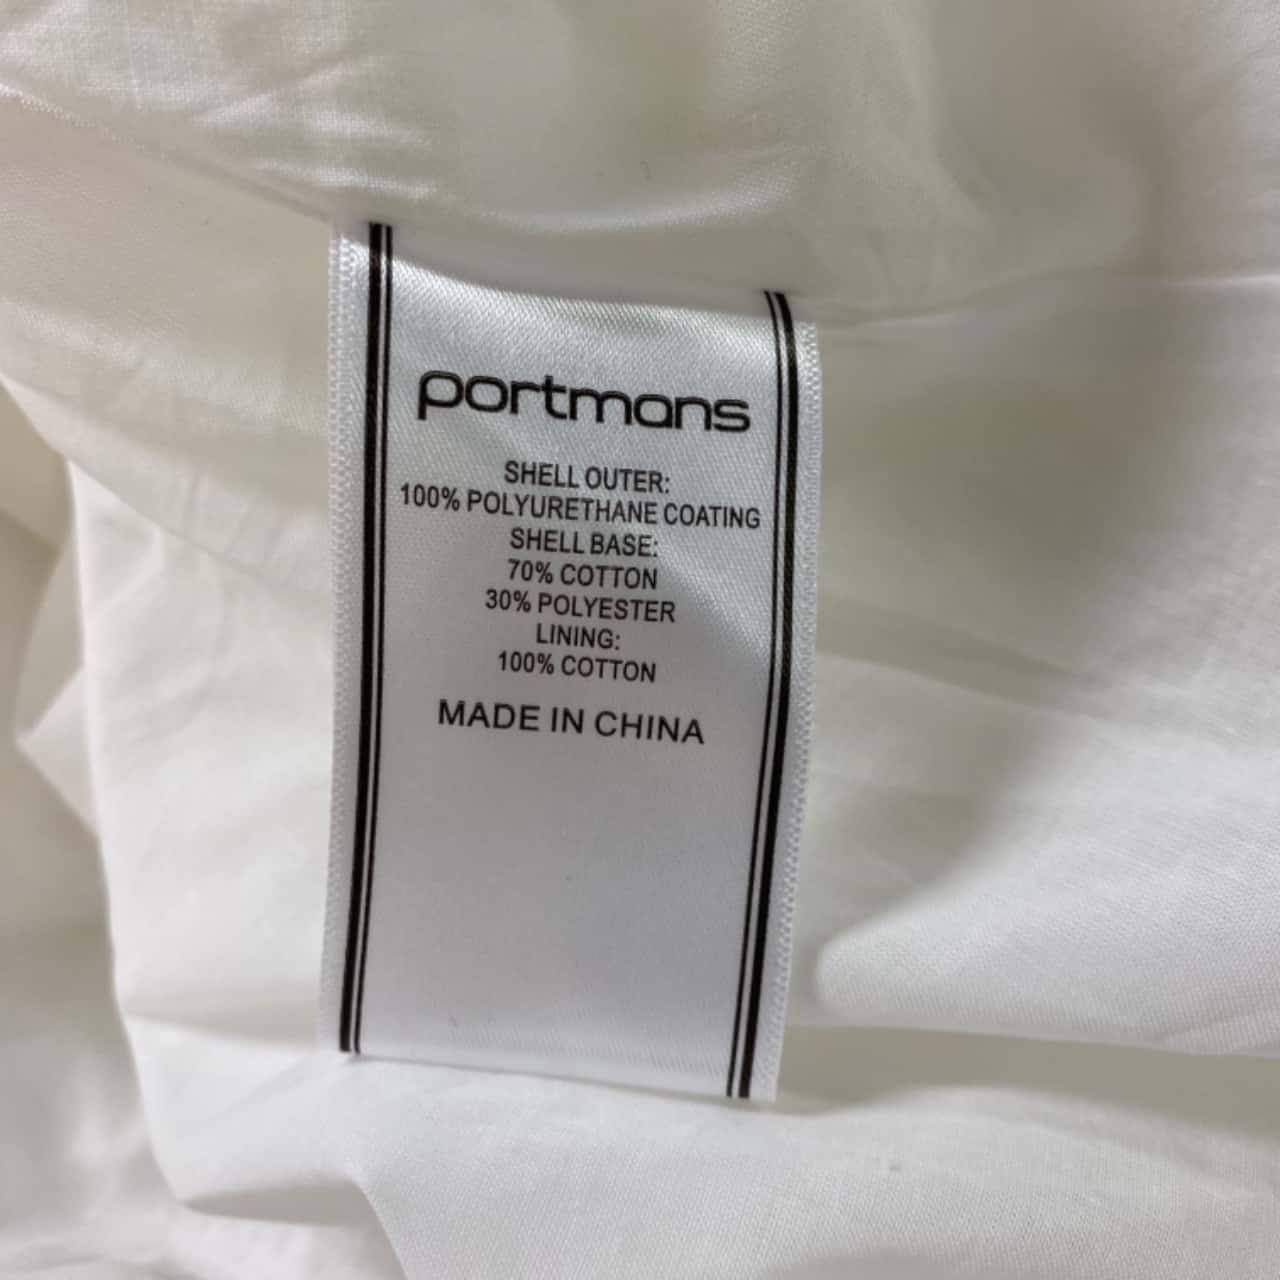 portmans
SHELL OUTER:
100% POLYURETHANE COATING
SHELL BASE:
70% COTTON
30% POLYESTER
LINING:
100% COTTON
MADE IN CHINA